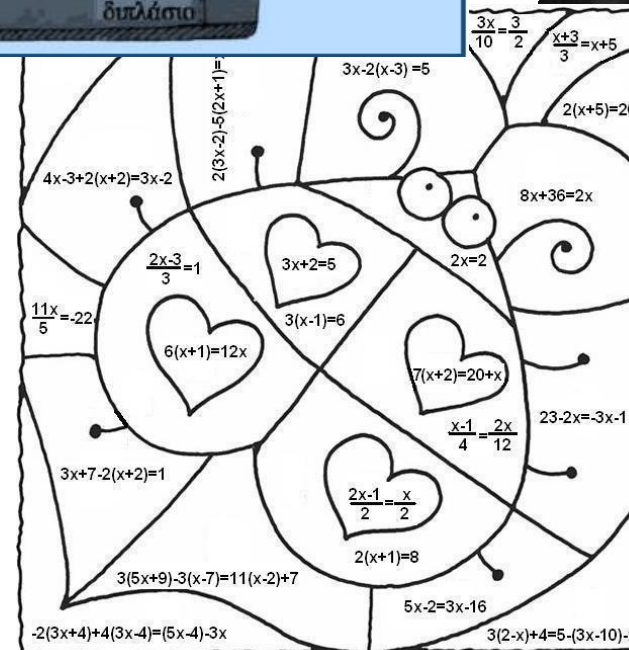 διπλάσιο
3x/10=3/2
x+3/3=x+5
3x-2(x-3)=5
2(3x-2)-5(2x+1)=
2(x+5)=2
4x-3+2(x+2)=3x-2
8x+36=2x
2x-3/3=1
3x+2=5
2x=2
11x/5=-22
3(x-1)=6
6(x+1)=12x
7(x+2)=20+x
x-1/4=2x/12
23-2x=-3x-1
3x+7-2(x+2)=1
2x-1/2=x/2
2(x+1)=8
3(5x+9)-3(x-7)=11(x-2)+7
5x-2=3x-16
-2(3x+4)+4(3x-4)=(5x-4)-3x
3(2-x)+4=5-(3x-10)-